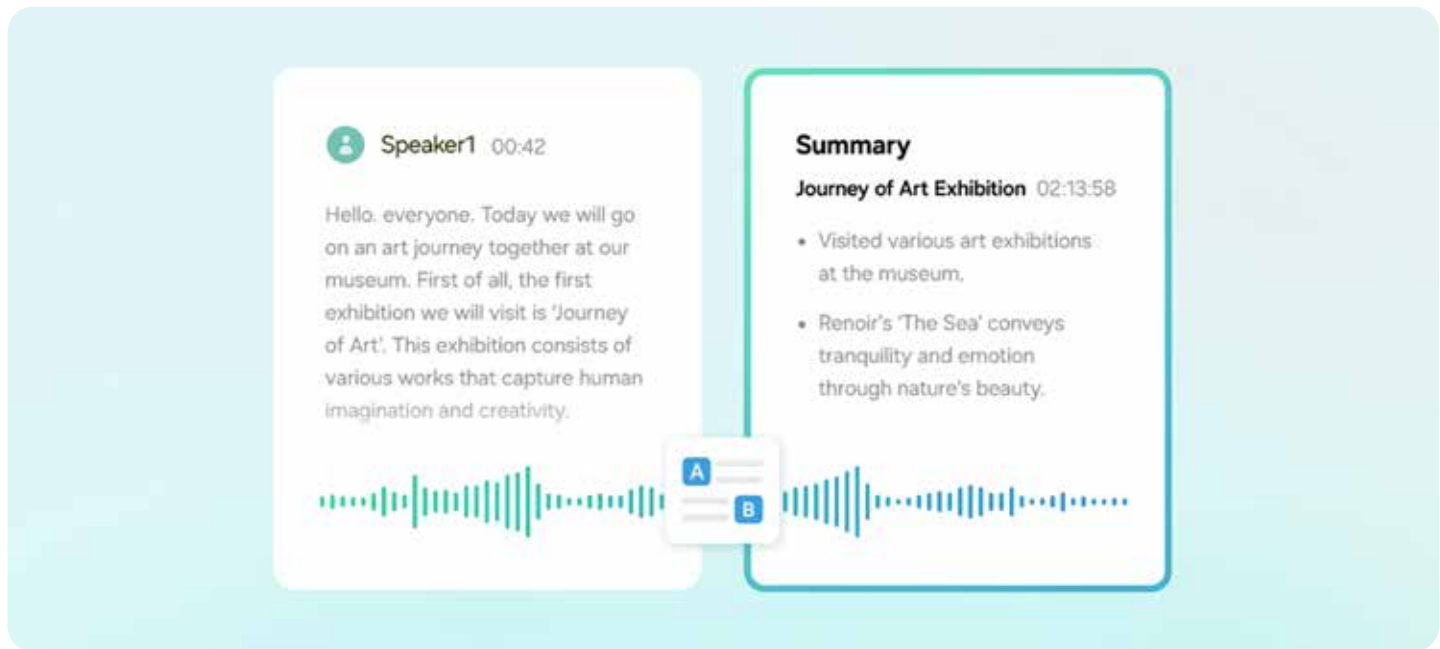 Speaker1 00:42
Hello. everyone. Today we will go
on an art journey together at our
museum. First of all, the first
exhibition we will visit is 'Journey
of Art'. This exhibition consists of
various works that capture human
imagination and creativity.
Summary
Journey of Art Exhibition 02:13:58
• Visited various art exhibitions
at the museum.
• Renoir's 'The Sea' conveys
tranquility and emotion
through nature's beauty.
A
B